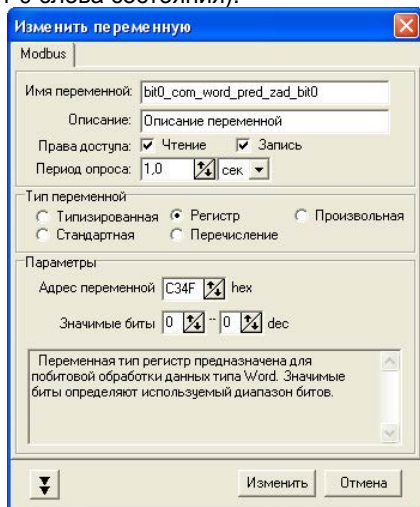 слова состояния).
Изменить переменную
Modbus
Имя переменной: bit0_com_word_pred_zad_bit0
Описание: Описание переменной
Права доступа: Чтение Запись
Период опроса: 1,0 сек
Тип переменной
Типизированная Регистр Произвольная
Стандартная Перечисление
Параметры
Адрес переменной C34F hex
Значимые биты 0 -- 0 dec
Переменная тип регистр предназначена для
побитовой обработки данных типа Word. Значимые
биты определяют используемый диапазон битов.
Изменить Отмена